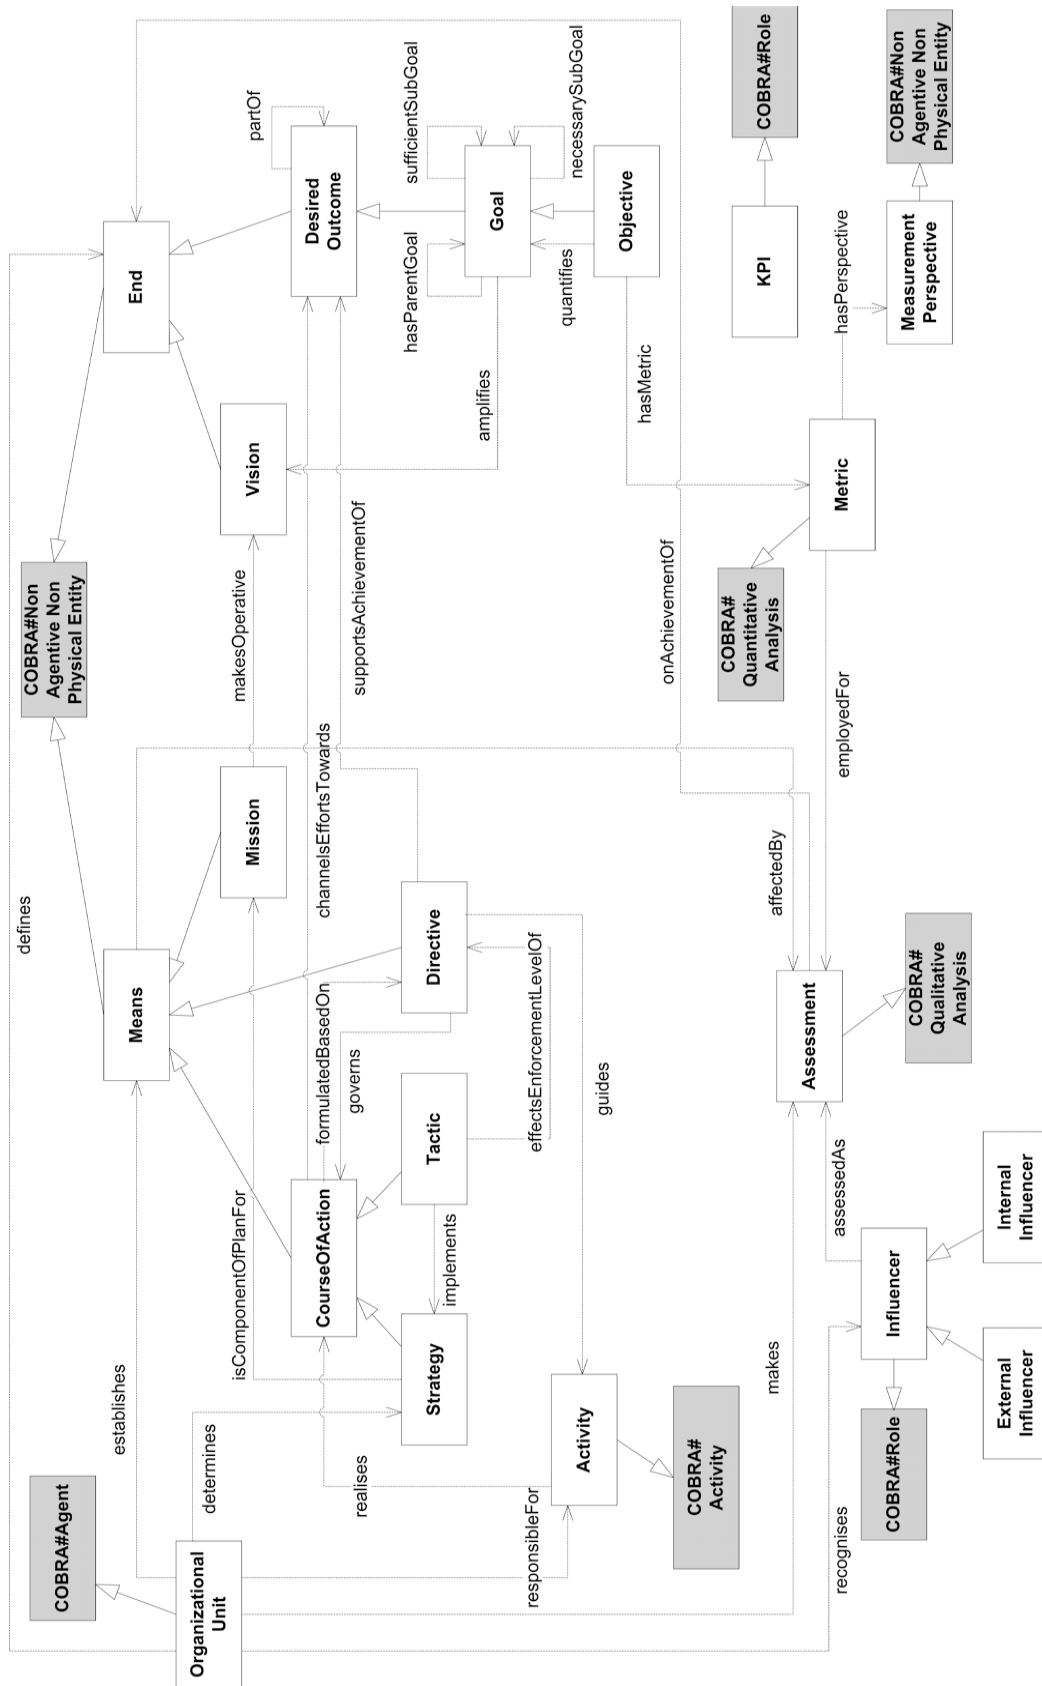 defines
COBRA#Non
Agentive Non
Physical Entity
COBRA#Agent
establishes
Means
End
Organizational
Unit
determines
isComponentOfPlanFor
Mission
makesOperative
Vision
partOf
CourseOfAction
formulatedBasedOn
channelsEffortsTowards
Desired
Outcome
realises
governs
supportsAchievementOf
hasParentGoal
sufficientSubGoal
Strategy
implements
Tactic
Directive
amplifies
Goal
responsibleFor
effectsEnforcementLevelOf
quantifies
necessarySubGoal
Activity
guides
hasMetric
Objective
COBRA#
Activity
onAchievementOf
COBRA#
Quantitative
Analysis
KPI
COBRA#Role
makes
affectedBy
Assessment
employedFor
Metric
hasPerspective
recognises
assessedAs
COBRA#Role
Influencer
COBRA#
Qualitative
Analysis
Measurement
Perspective
COBRA#Non
Agentive Non
Physical Entity
External
Influencer
Internal
Influencer